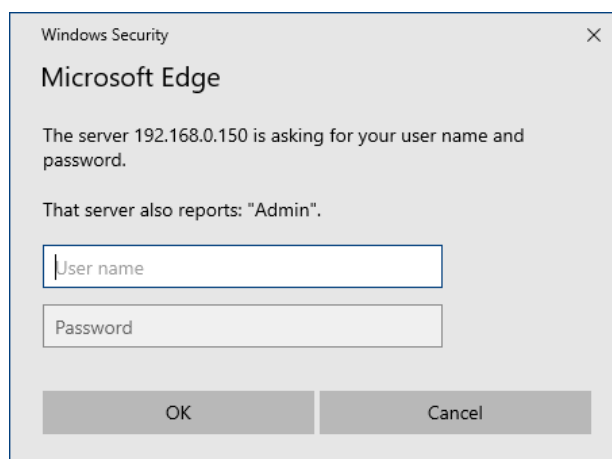 Windows Security
Microsoft Edge
The server 192.168.0.150 is asking for your user name and
password.
That server also reports: "Admin".
User name
Password
OK Cancel